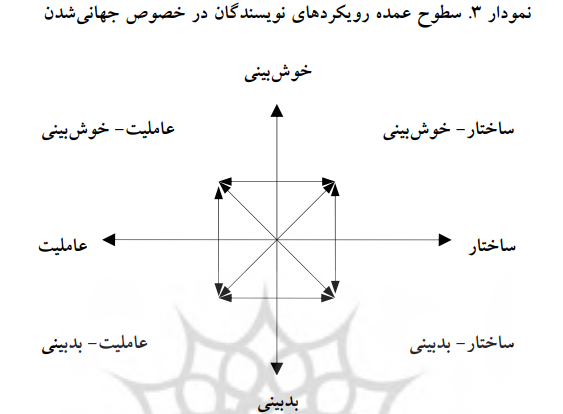 نمودار ۳. سطوح عمده رویکردهای نویسندگان در خصوص جهانی‌شدن
خوش‌بینی
ساختار- خوش‌بینی
عاملیت- خوش‌بینی
ساختار
عاملیت
ساختار- بدبینی
عاملیت- بدبینی
بدبینی